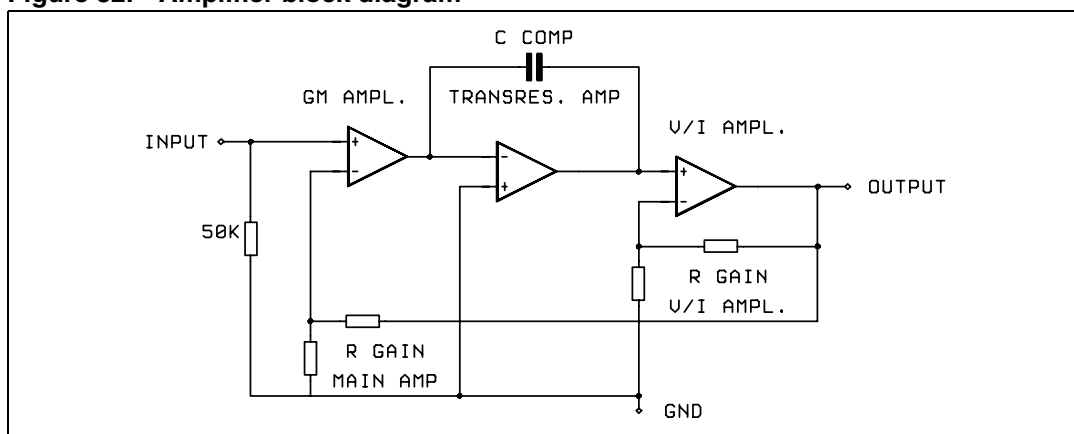 Figure
Amplifier block diagram
C COMP
GM AMPL.
TRANSRES. AMP
V/I AMPL.
INPUT
+
-
-
+
+
-
OUTPUT
50K
R GAIN
V/I AMPL.
R GAIN
MAIN AMP
GND